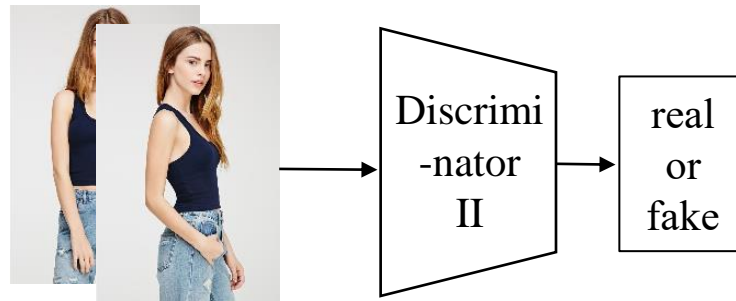 Discrimi
-nator
II
real
or
fake